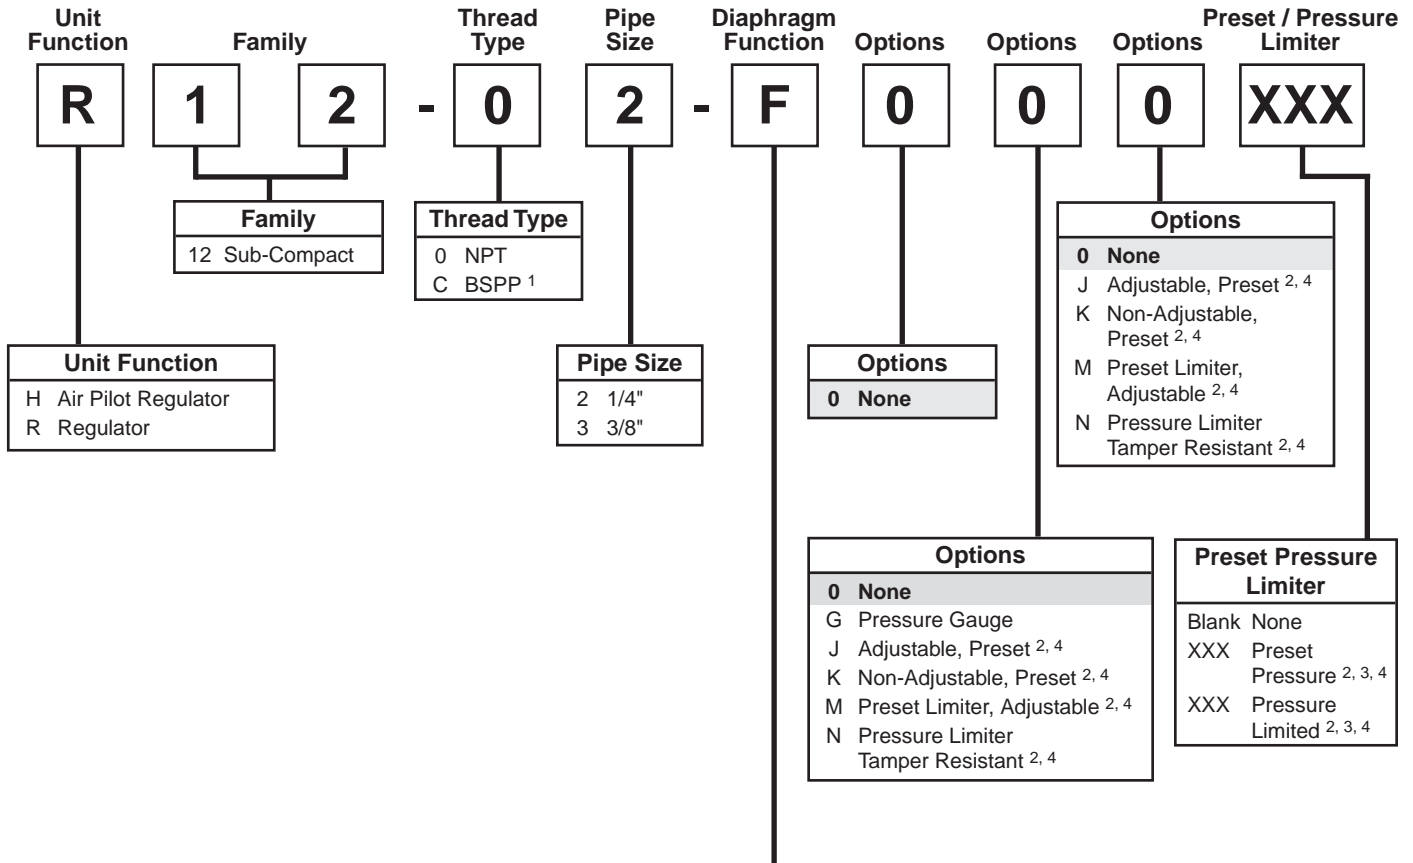 Unit Function
Family
Thread Type
Pipe Size
Diaphragm Function
Options
Options
Options
Preset / Pressure Limiter
R 1 2 - 0 2 - F 0 0 0 XXX
Family
12 Sub-Compact
Thread Type
0 NPT
C BSPP 1
Options
0 None
J Adjustable, Preset 2, 4
K Non-Adjustable,
Preset 2, 4
M Preset Limiter,
Adjustable 2, 4
N Pressure Limiter
Tamper Resistant 2, 4
Unit Function
H Air Pilot Regulator
R Regulator
Pipe Size
2 1/4"
3 3/8"
Options
0 None
Options
0 None
G Pressure Gauge
J Adjustable, Preset 2, 4
K Non-Adjustable, Preset 2, 4
M Preset Limiter, Adjustable 2, 4
N Pressure Limiter
Tamper Resistant 2, 4
Preset Pressure
Limiter
Blank None
XXX Preset
Pressure 2, 3, 4
XXX Pressure
Limited 2, 3, 4